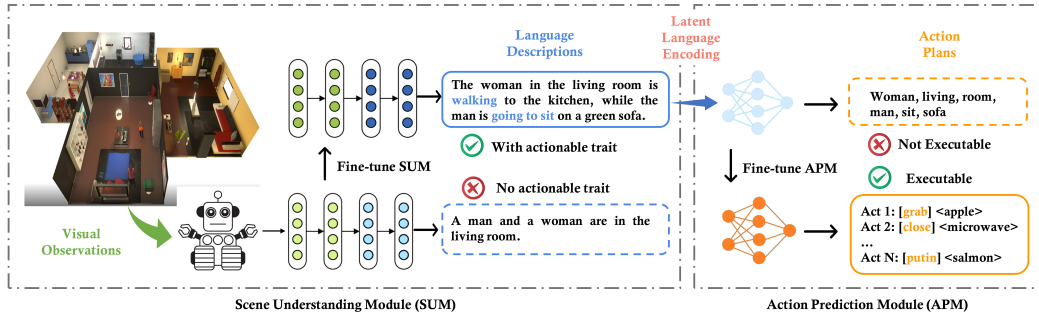 Language
Descriptions
Latent
Language
Encoding
Action
Plans
The woman in the living room is
walking to the kitchen, while the
man is going to sit on a green sofa.
Woman, living, room,
man, sit, sofa
With actionable trait
Not Executable
Fine-tune SUM
Fine-tune APM
No actionable trait
Executable
A man and a woman are in the
living room.
Act 1: [grab] <apple>
Act 2: [close] <microwave>
...
Act N: [putin] <salmon>
Visual
Observations
Scene Understanding Module (SUM)
Action Prediction Module (APM)